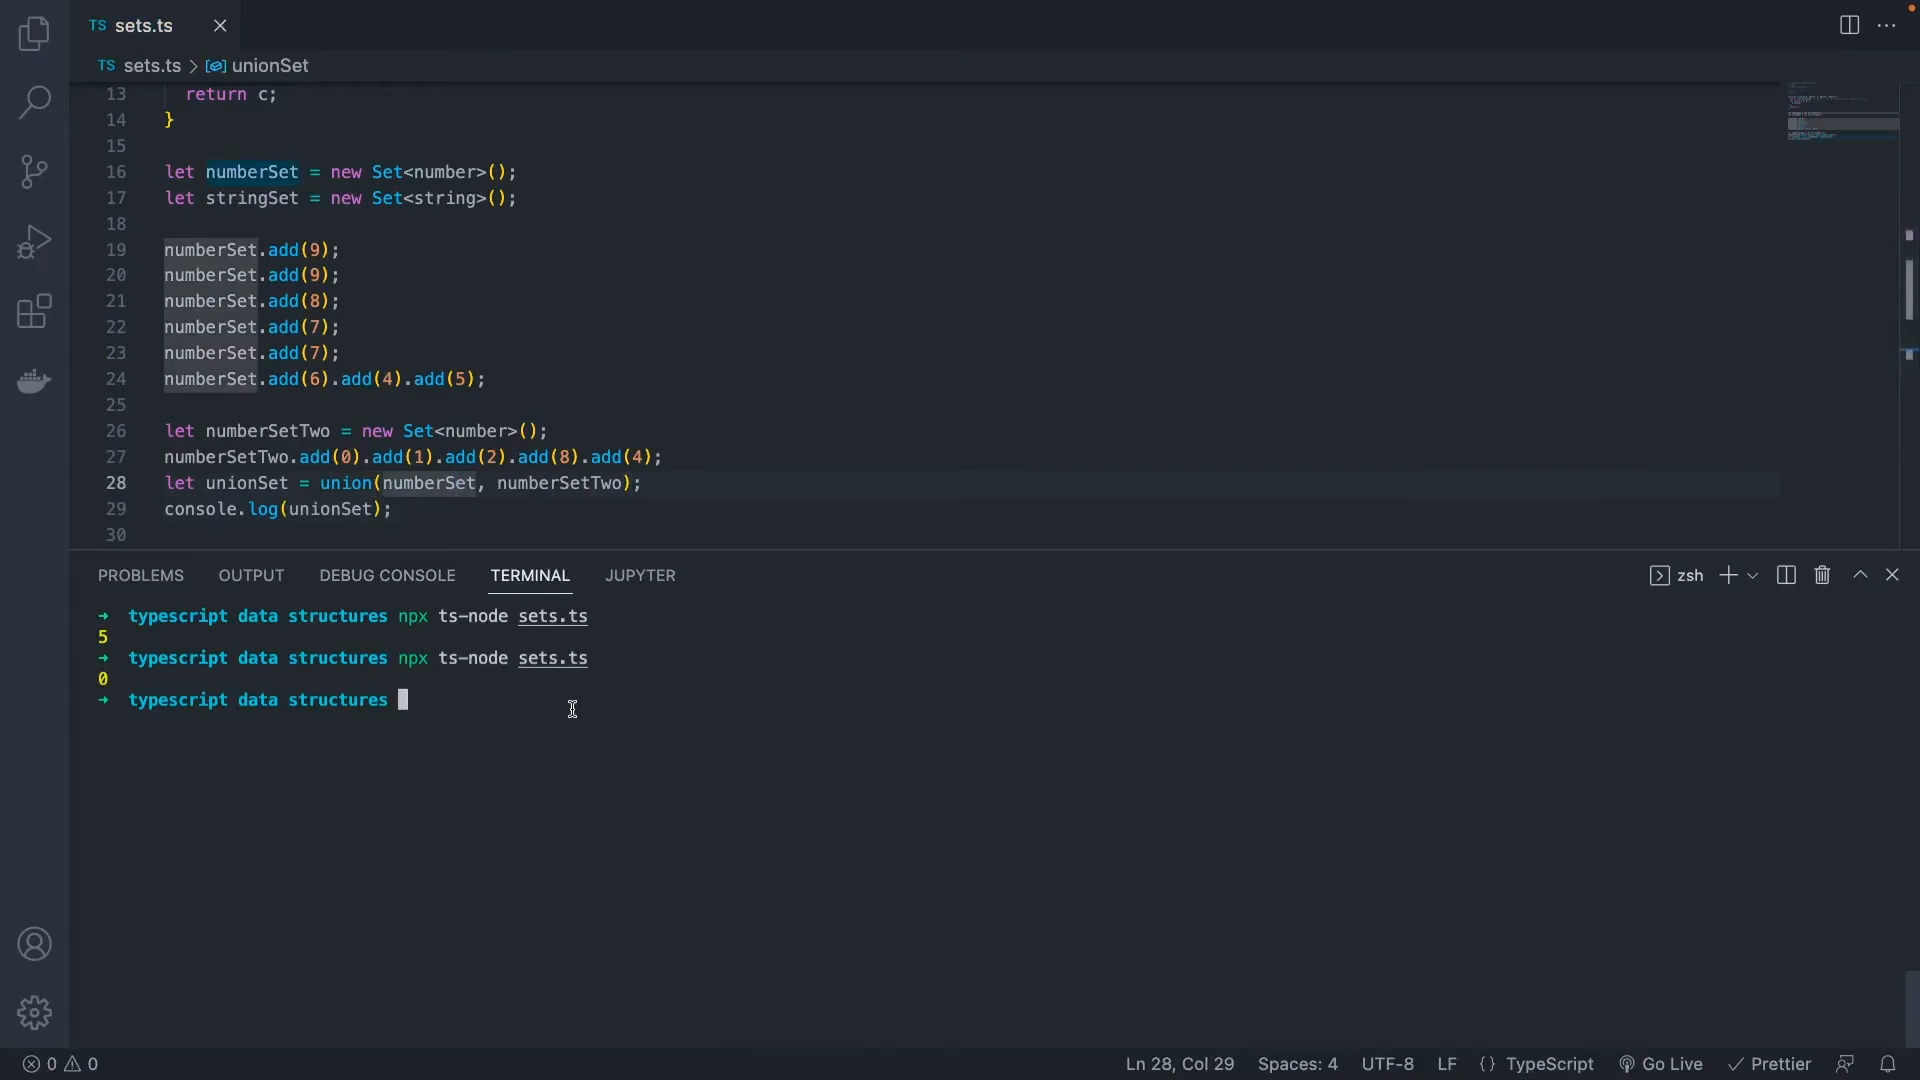 TS sets.ts
TS sets.ts > unionSet
13 return c;
14 }
15
16 let numberSet = new Set<number>();
17 let stringSet = new Set<string>();
18
19 numberSet.add(9);
20 numberSet.add(9);
21 numberSet.add(8);
22 numberSet.add(7);
23 numberSet.add(7);
24 numberSet.add(6).add(4).add(5);
25
26 let numberSetTwo = new Set<number>();
27 numberSetTwo.add(0).add(1).add(2).add(8).add(4);
28 let unionSet = union(numberSet, numberSetTwo);
29 console.log(unionSet);
30
PROBLEMS OUTPUT DEBUG CONSOLE TERMINAL JUPYTER zsh
→ typescript data structures npx ts-node sets.ts
5
→ typescript data structures npx ts-node sets.ts
0
→ typescript data structures
0 0 Ln 28, Col 29 Spaces: 4 UTF-8 LF {} TypeScript Go Live Prettier